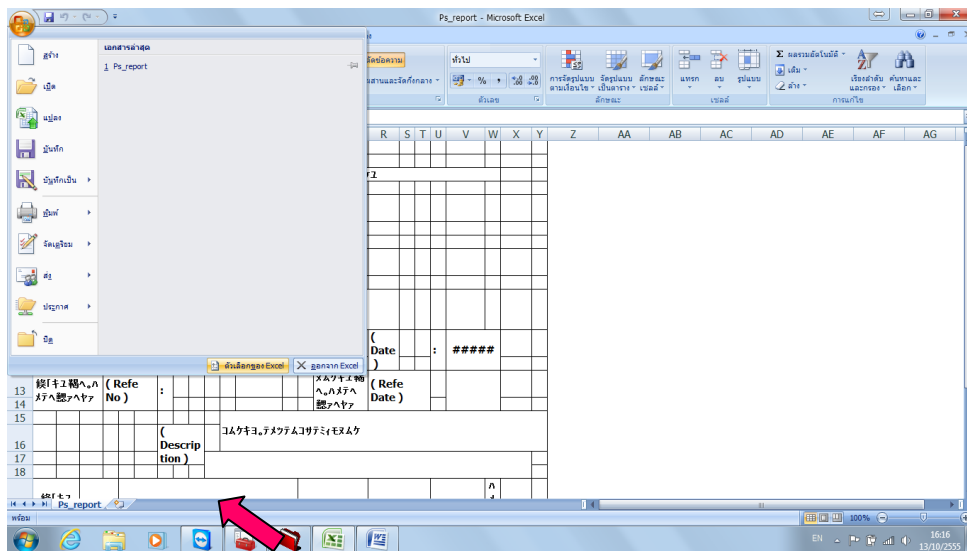 Ps_report - Microsoft Excel
เอกสารล่าสุด
1 Ps_report
สร้าง
เปิด
แปลง
บันทึก
บันทึกเป็น
พิมพ์
จัดเตรียม
ส่ง
ประกาศ
ปิด
ตัวเลือกของ Excel
ออกจาก Excel
ตัดข้อความ
ผสานและจัดกึ่งกลาง
ทั่วไป
%
ตัวเลข
การจัดรูปแบบ จัดรูปแบบ ลักษณะ
ตามเงื่อนไข เป็นตาราง เซลล์
ลักษณะ
แทรก ลบ รูปแบบ
เซลล์
Σ ผลรวมอัตโนมัติ
เติม
ล้าง
เรียงลำดับ ค้นหาและ
และกรอง เลือก
การแก้ไข
R S T U V W X Y Z AA AB AC AD AE AF AG
(
Date : #####
)
13 ( Refe : ( Refe
14 No ) Date )
15
(
16 Descrip
17 tion )
18
Ps_report
พร้อม
100%
EN
16:16
13/10/2555